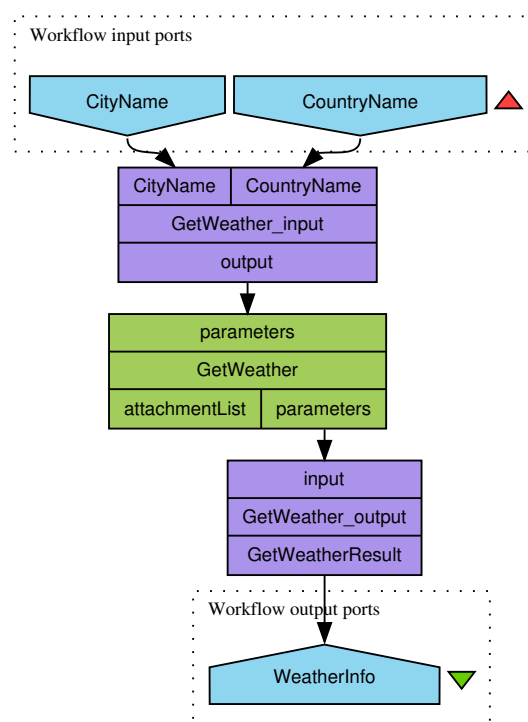 Workflow input ports
CityName CountryName
CityName CountryName
GetWeather_input
output
parameters
GetWeather
attachmentList parameters
input
GetWeather_output
GetWeatherResult
Workflow output ports
WeatherInfo